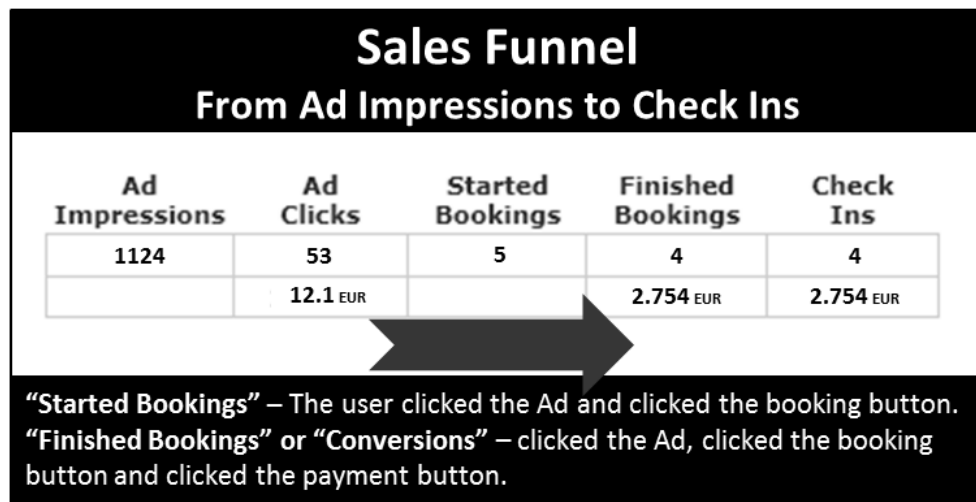 Sales Funnel
From Ad Impressions to Check Ins
Ad Impressions Ad Clicks Started Bookings Finished Bookings Check Ins
1124 53 5 4 4
12.1 EUR 2.754 EUR 2.754 EUR
“Started Bookings” – The user clicked the Ad and clicked the booking button.
“Finished Bookings” or “Conversions” – clicked the Ad, clicked the booking
button and clicked the payment button.